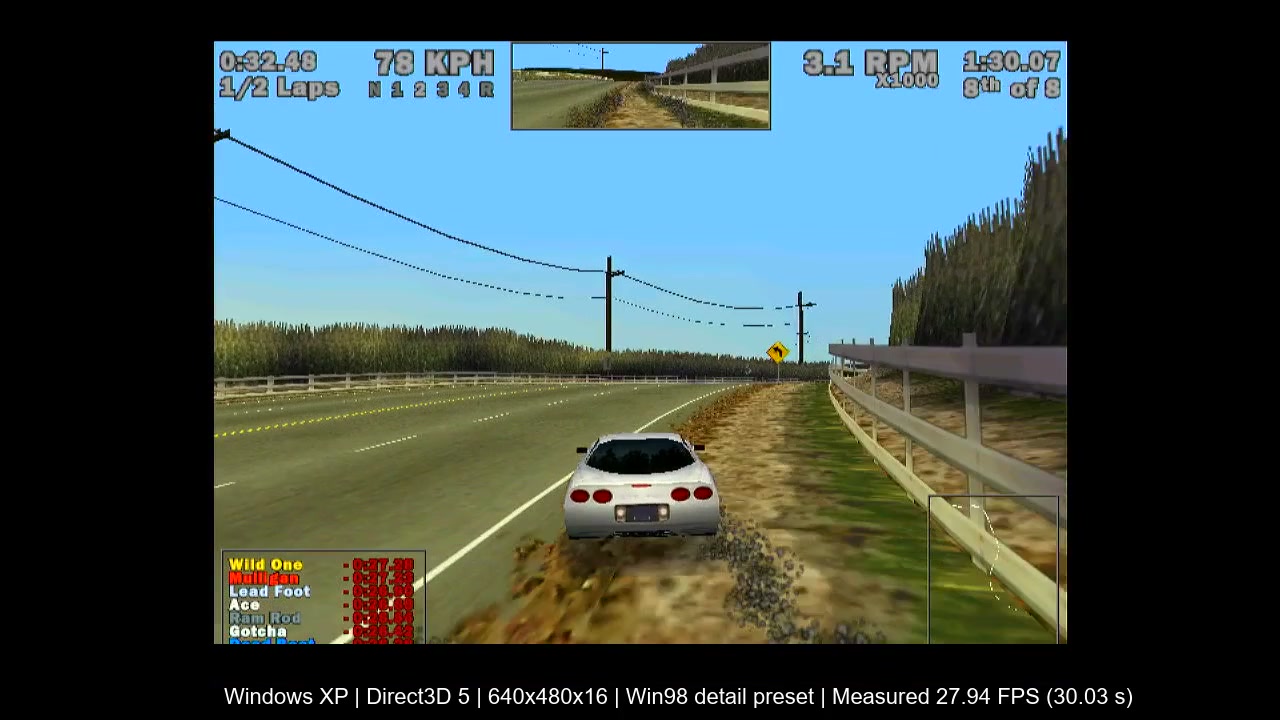 0:32.48 78 KPH 3.1 RPM 1:30.07
1/2 Laps N 1 2 3 4 R X1000 8th of 8
Wild One
Mulligan
Lead Foot
Ace
Ram Rod
Gotcha
Windows XP | Direct3D 5 | 640x480x16 | Win98 detail preset | Measured 27.94 FPS (30.03 s)